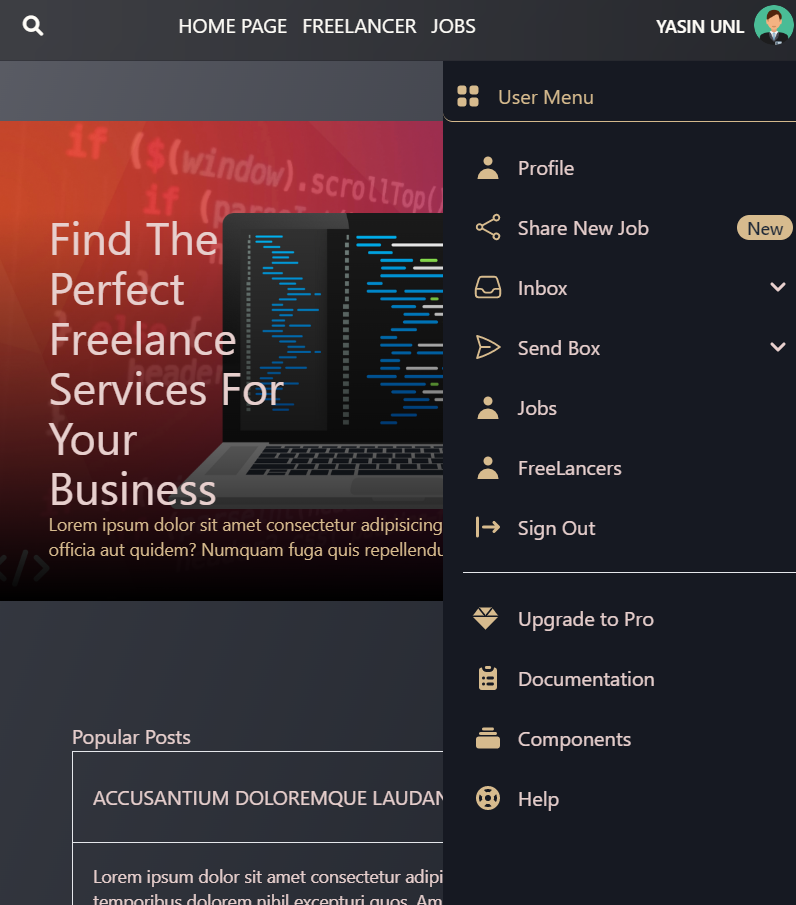 HOME PAGE FREELANCER JOBS YASIN UNL
User Menu
Profile
Share New Job New
Inbox
Send Box
Jobs
FreeLancers
Sign Out
Upgrade to Pro
Documentation
Components
Help
if ($(window).scrollTop()
if (
Find The
Perfect
Freelance
Services For
Your
Business
Lorem ipsum dolor sit amet consectetur adipisicing
officia aut quidem? Numquam fuga quis repellendu
</>
Popular Posts
ACCUSANTIUM DOLOREMQUE LAUDAN
Lorem ipsum dolor sit amet consectetur adipi
temporibus dolorem nihil excepturi quos. Am